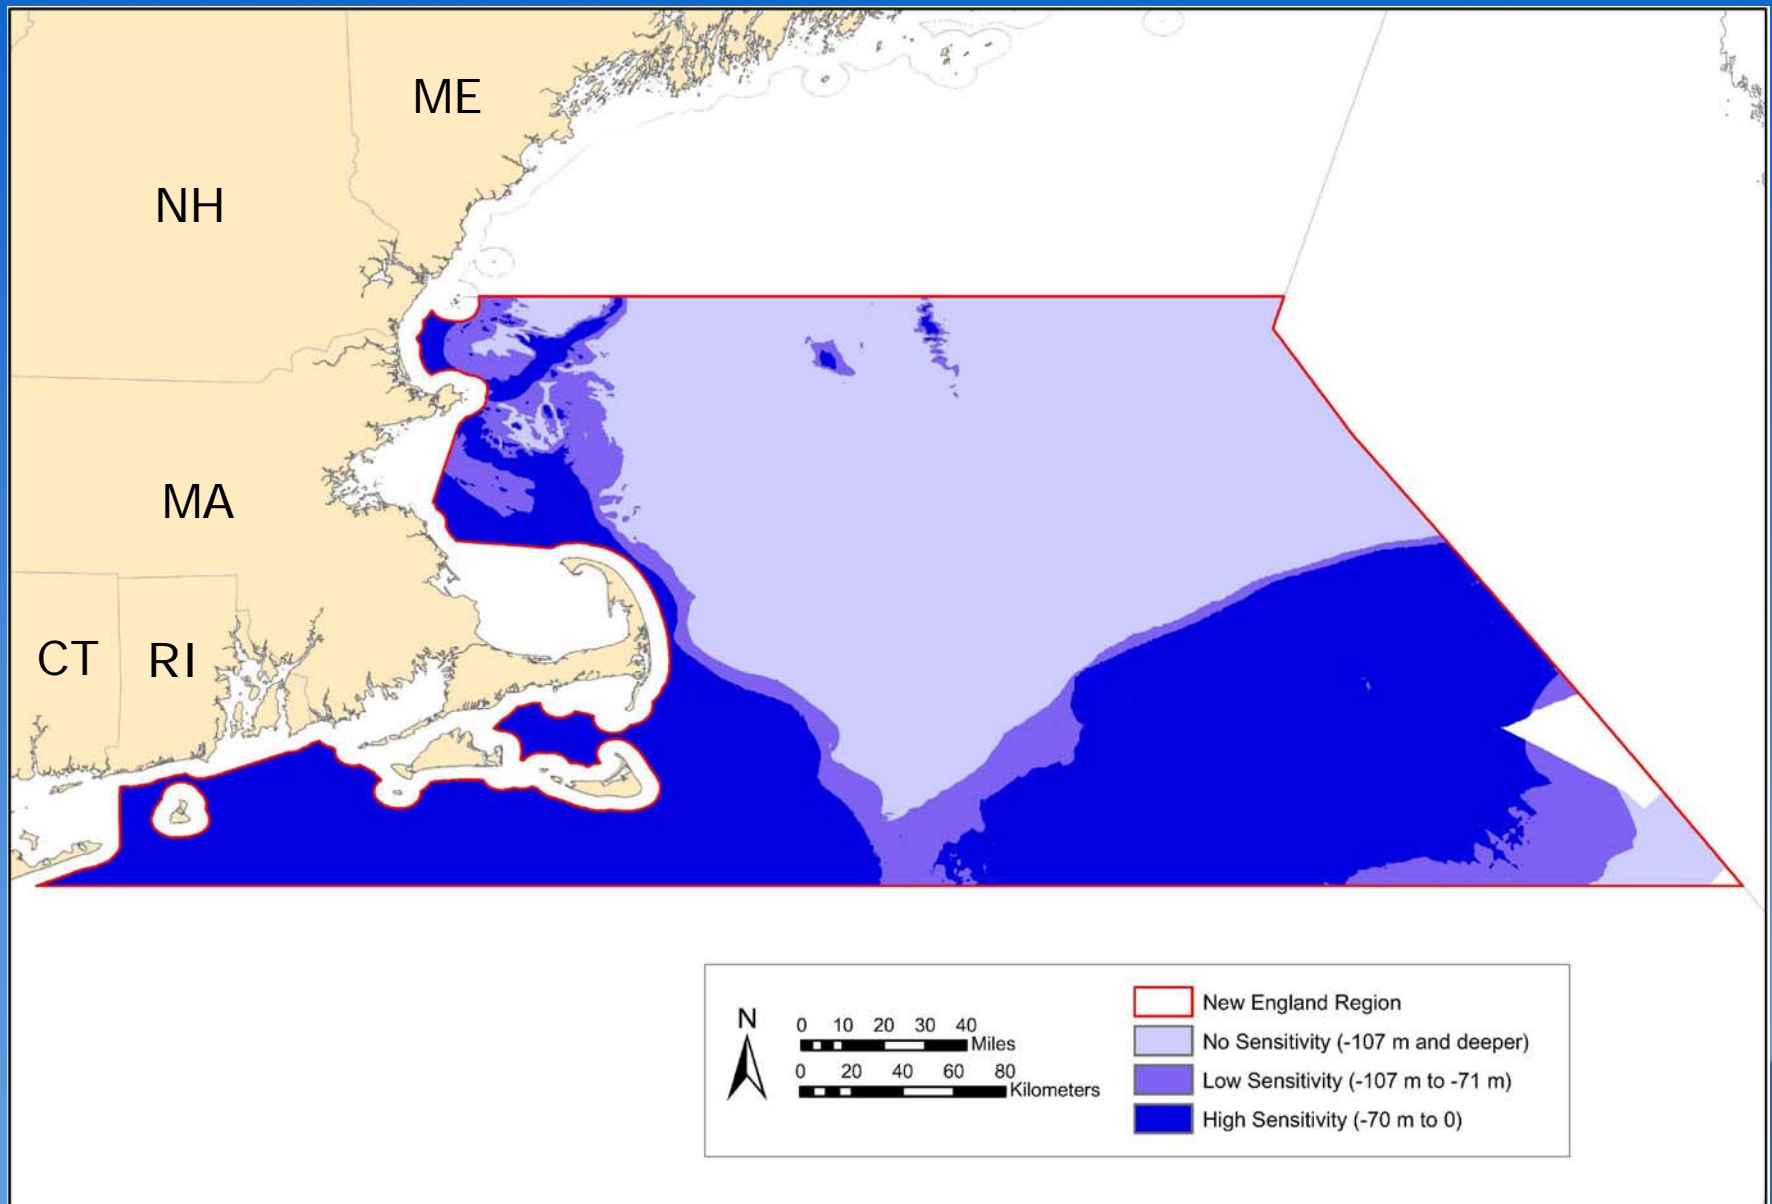 ME
NH
MA
CT RI
N
0 10 20 30 40
Miles
0 20 40 60 80
Kilometers
New England Region
No Sensitivity (-107 m and deeper)
Low Sensitivity (-107 m to -71 m)
High Sensitivity (-70 m to 0)